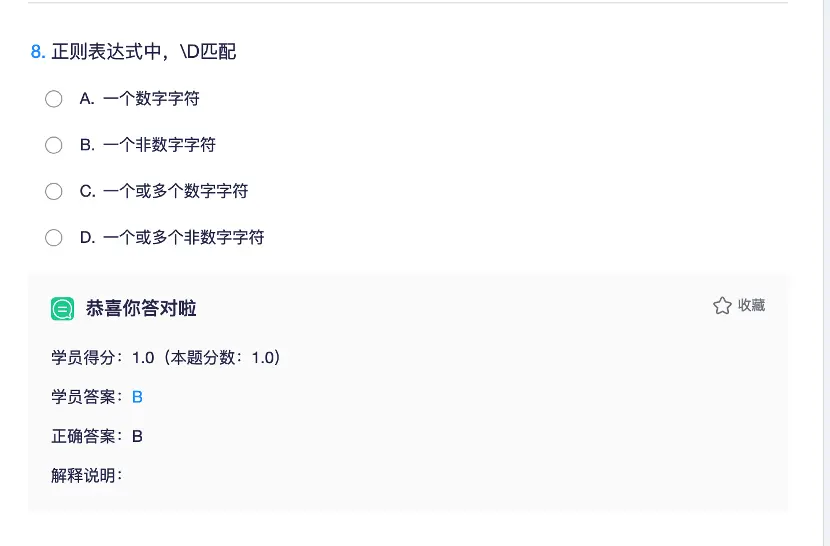 8. 正则表达式中，\D匹配
A. 一个数字字符
B. 一个非数字字符
C. 一个或多个数字字符
D. 一个或多个非数字字符
恭喜你答对啦
收藏
学员得分：1.0（本题分数：1.0）
学员答案：B
正确答案：B
解释说明：